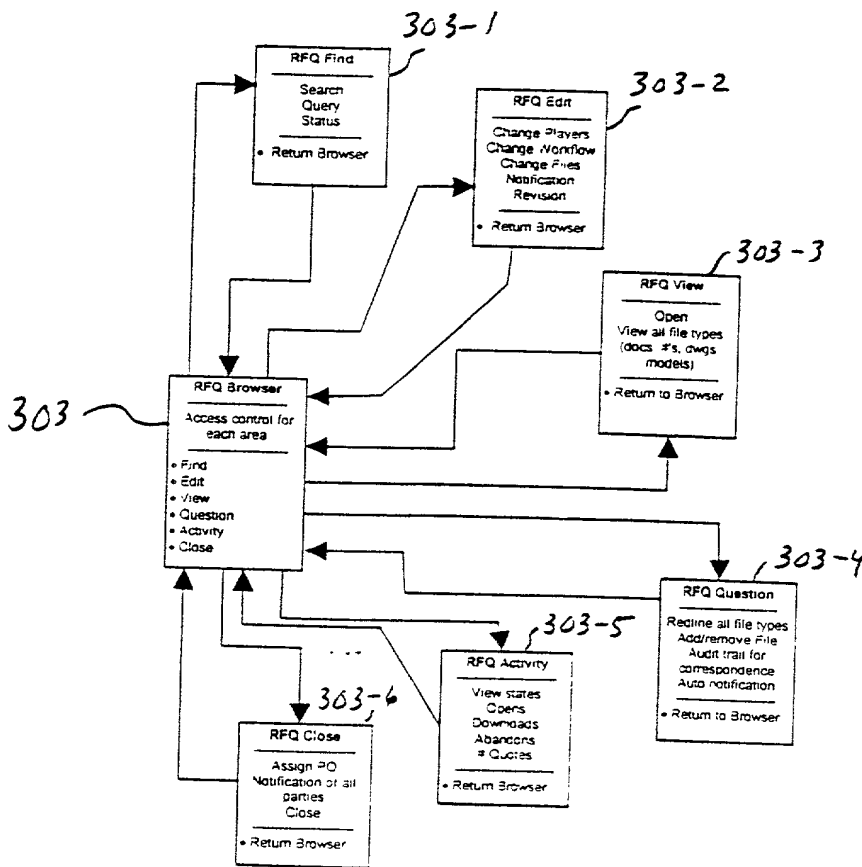 303-1
RFQ Find
Search
Query
Status
• Return Browser
303-2
RFQ Edit
Change Players
Change Workflow
Change Files
Notification
Revision
• Return Browser
303-3
RFQ View
Open
View all file types
(docs, #'s, dwgs
models)
• Return to Browser
303
RFQ Browser
Access control for
each area
• Find
• Edit
• View
• Question
• Activity
• Close
303-4
RFQ Question
Redline all file types
Add/remove File
Audit trail for
correspondence
Auto notification
• Return to Browser
303-5
RFQ Activity
View states
Opens
Downloads
Abandons
# Quotes
• Return Browser
...
303-6
RFQ Close
Assign PO
Notification of all
parties
Close
• Return Browser